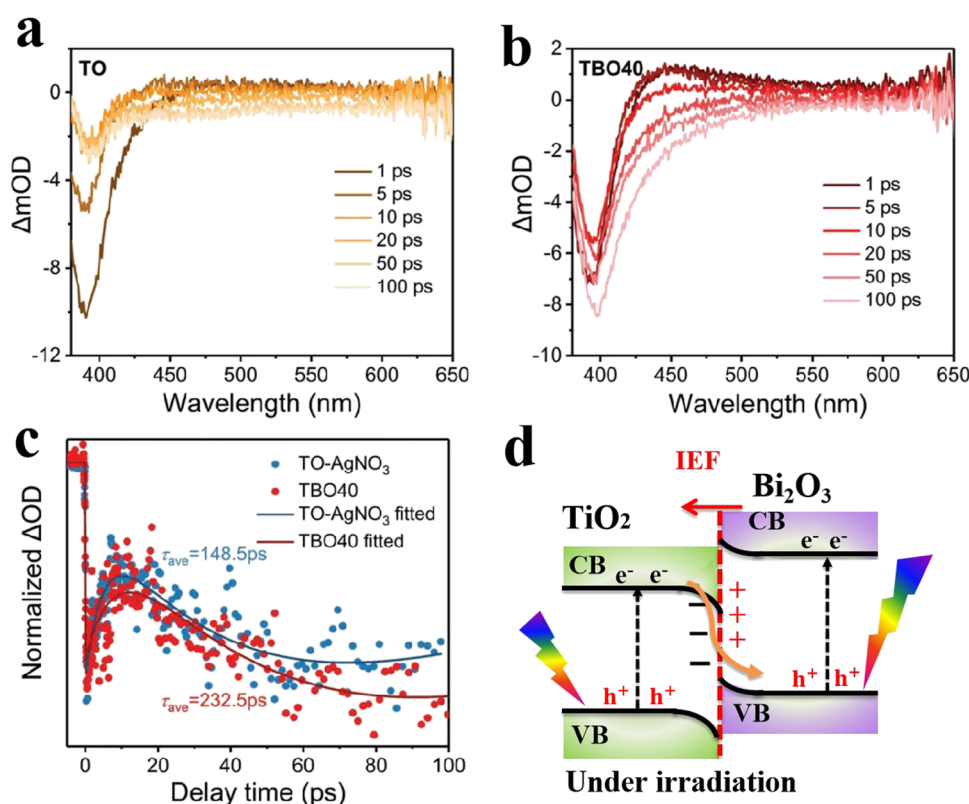 a
TO
ΔmOD
0
-4
-8
-12
1 ps
5 ps
10 ps
20 ps
50 ps
100 ps
400 450 500 550 600 650
Wavelength (nm)
b
TBO40
ΔmOD
2
0
-2
-4
-6
-8
-10
1 ps
5 ps
10 ps
20 ps
50 ps
100 ps
400 450 500 550 600 650
Wavelength (nm)
c
Normalized ΔOD
TO-AgNO₃
TBO40
TO-AgNO₃ fitted
TBO40 fitted
τave=148.5ps
τave=232.5ps
0 20 40 60 80 100
Delay time (ps)
d
IEF
TiO₂
Bi₂O₃
CB
CB
e⁻ e⁻
e⁻ e⁻
+
+
+
−
−
−
h⁺ h⁺
h⁺ h⁺
VB
VB
Under irradiation